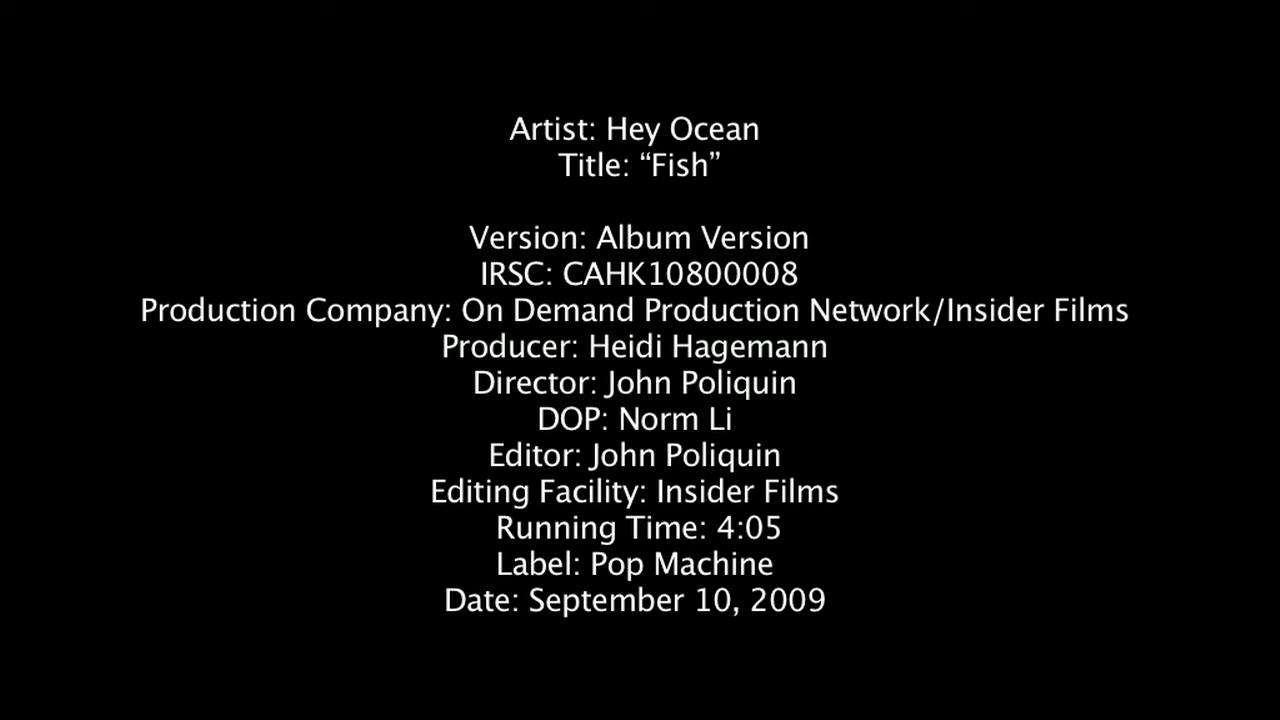 Artist: Hey Ocean
Title: “Fish”
Version: Album Version
IRSC: CAHK10800008
Production Company: On Demand Production Network/Insider Films
Producer: Heidi Hagemann
Director: John Poliquin
DOP: Norm Li
Editor: John Poliquin
Editing Facility: Insider Films
Running Time: 4:05
Label: Pop Machine
Date: September 10, 2009